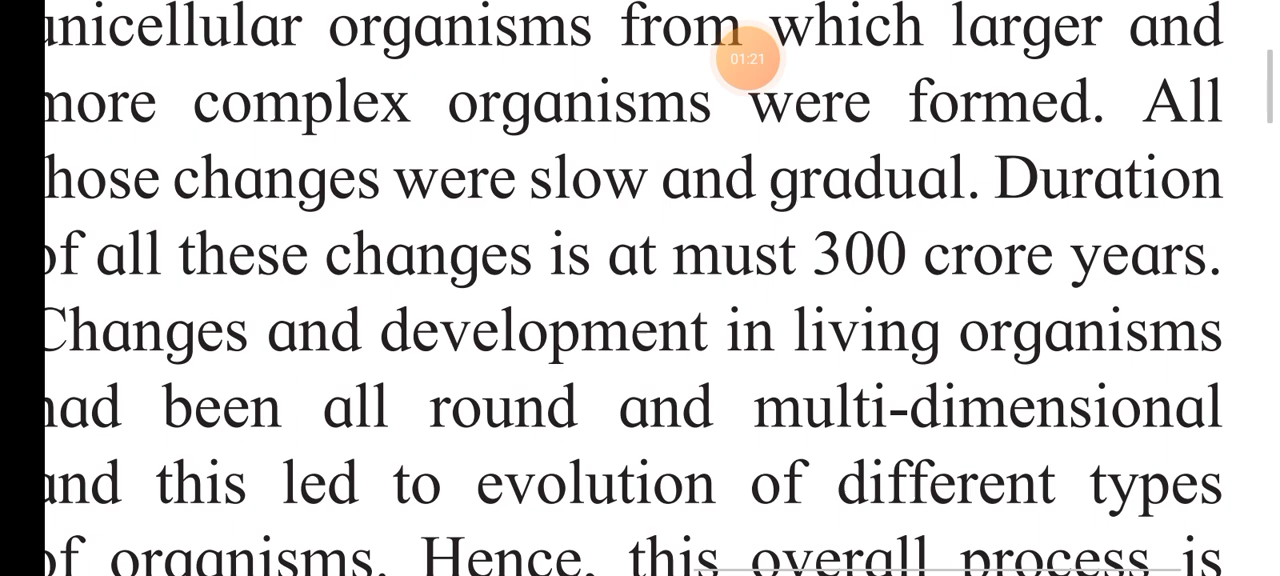 unicellular organisms from which larger and
01:21
more complex organisms were formed. All
those changes were slow and gradual. Duration
of all these changes is at must 300 crore years.
Changes and development in living organisms
had been all round and multi-dimensional
and this led to evolution of different types
of organisms. Hence, this overall process is